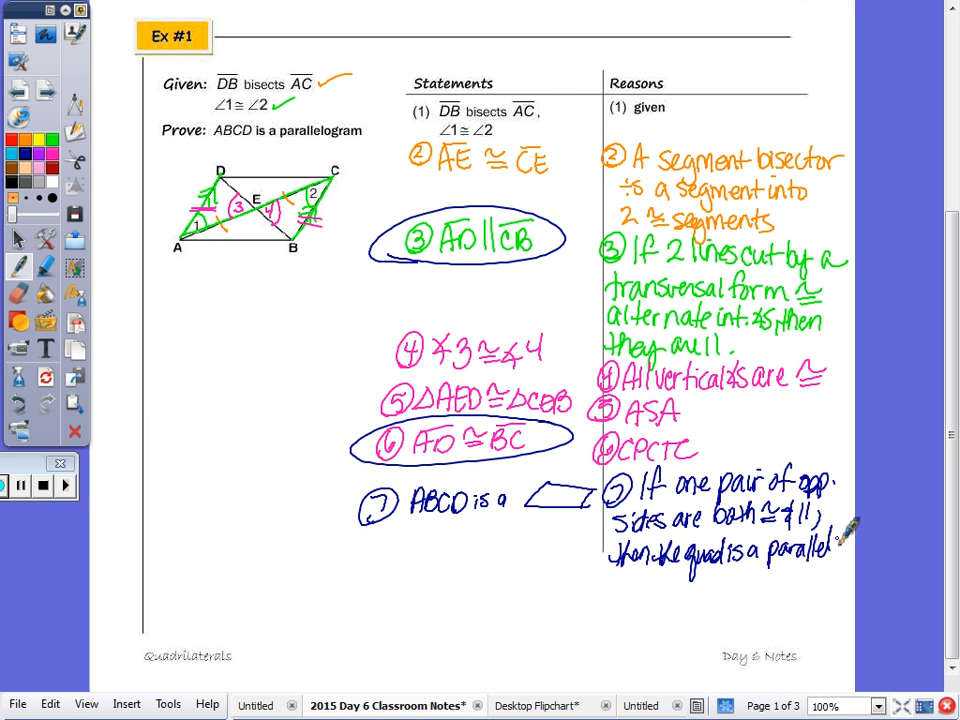 Ex #1
Given: DB bisects AC
∠1 ≅ ∠2
Prove: ABCD is a parallelogram
D
C
E
1
3
4
2
A
B
Statements
Reasons
(1) DB bisects AC,
∠1 ≅ ∠2
(1) given
② AE ≅ CE
② A segment bisector
÷s a segment into
2 ≅ segments
③ AD || CB
③ If 2 lines cut by a
transversal form ≅
alternate int. ∡s, then
they are ||.
④ ∡3 ≅ ∡4
④ All vertical ∡s are ≅
⑤ △AED ≅ △CEB
⑤ ASA
⑥ AD ≅ BC
⑥ CPCTC
⑦ ABCD is a ▱
⑦ If one pair of opp.
sides are both ≅ & ||,
then the quad is a parallel
Quadrilaterals
Day 6 Notes
File Edit View Insert Tools Help
Untitled
2015 Day 6 Classroom Notes*
Desktop Flipchart*
Untitled
Page 1 of 3
100%